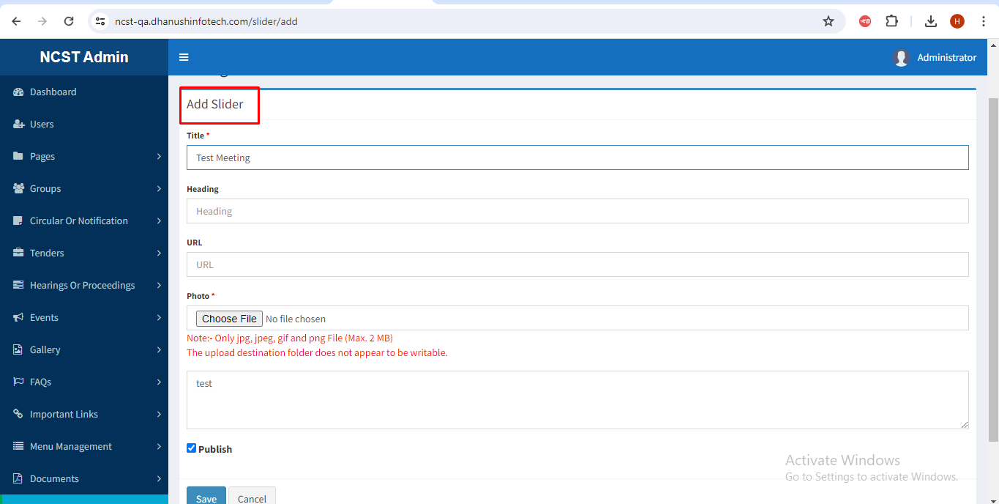 ncst-qa.dhanushinfotech.com/slider/add
H
NCST Admin
Administrator
Dashboard
Users
Pages
Groups
Circular Or Notification
Tenders
Hearings Or Proceedings
Events
Gallery
FAQs
Important Links
Menu Management
Documents
Add Slider
Title *
Test Meeting
Heading
Heading
URL
URL
Photo *
Choose File No file chosen
Note:- Only jpg, jpeg, gif and png File (Max. 2 MB)
The upload destination folder does not appear to be writable.
test
Publish
Activate Windows
Go to Settings to activate Windows.
Save Cancel